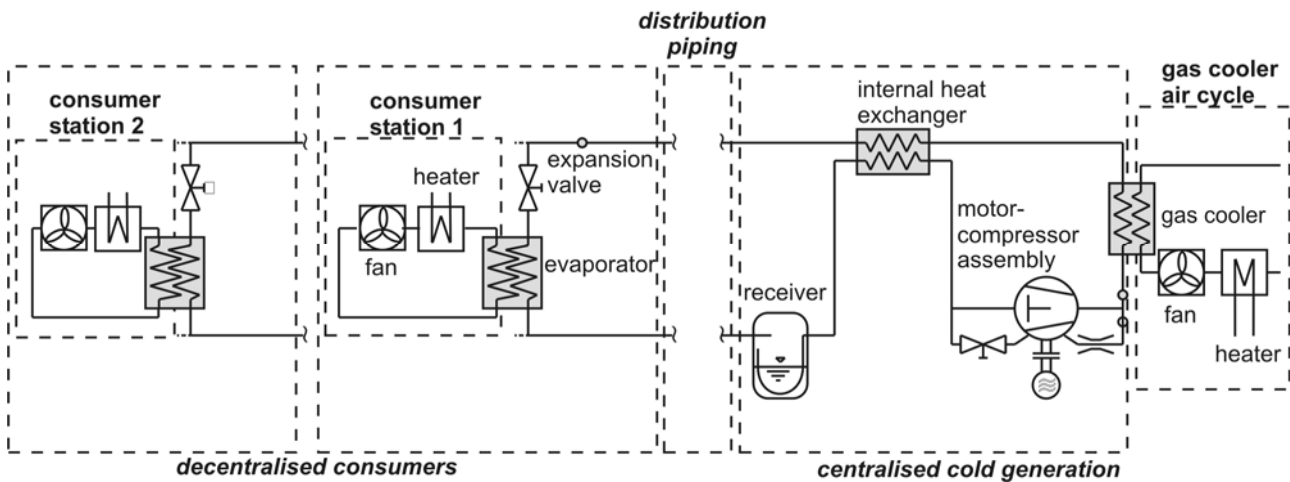 distribution
piping
consumer
station 2
consumer
station 1
heater
fan
expansion
valve
evaporator
internal heat
exchanger
motor-
compressor
assembly
receiver
gas cooler
air cycle
gas cooler
fan
heater
decentralised consumers
centralised cold generation